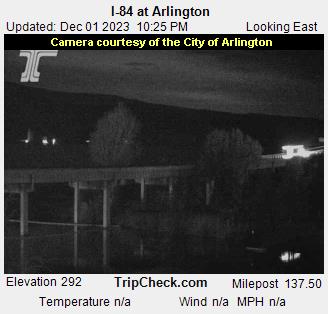 I-84 at Arlington
Updated: Dec 01 2023 10:25 PM Looking East
Camera courtesy of the City of Arlington
Elevation 292 TripCheck.com Milepost 137.50
Temperature n/a Wind n/a MPH n/a